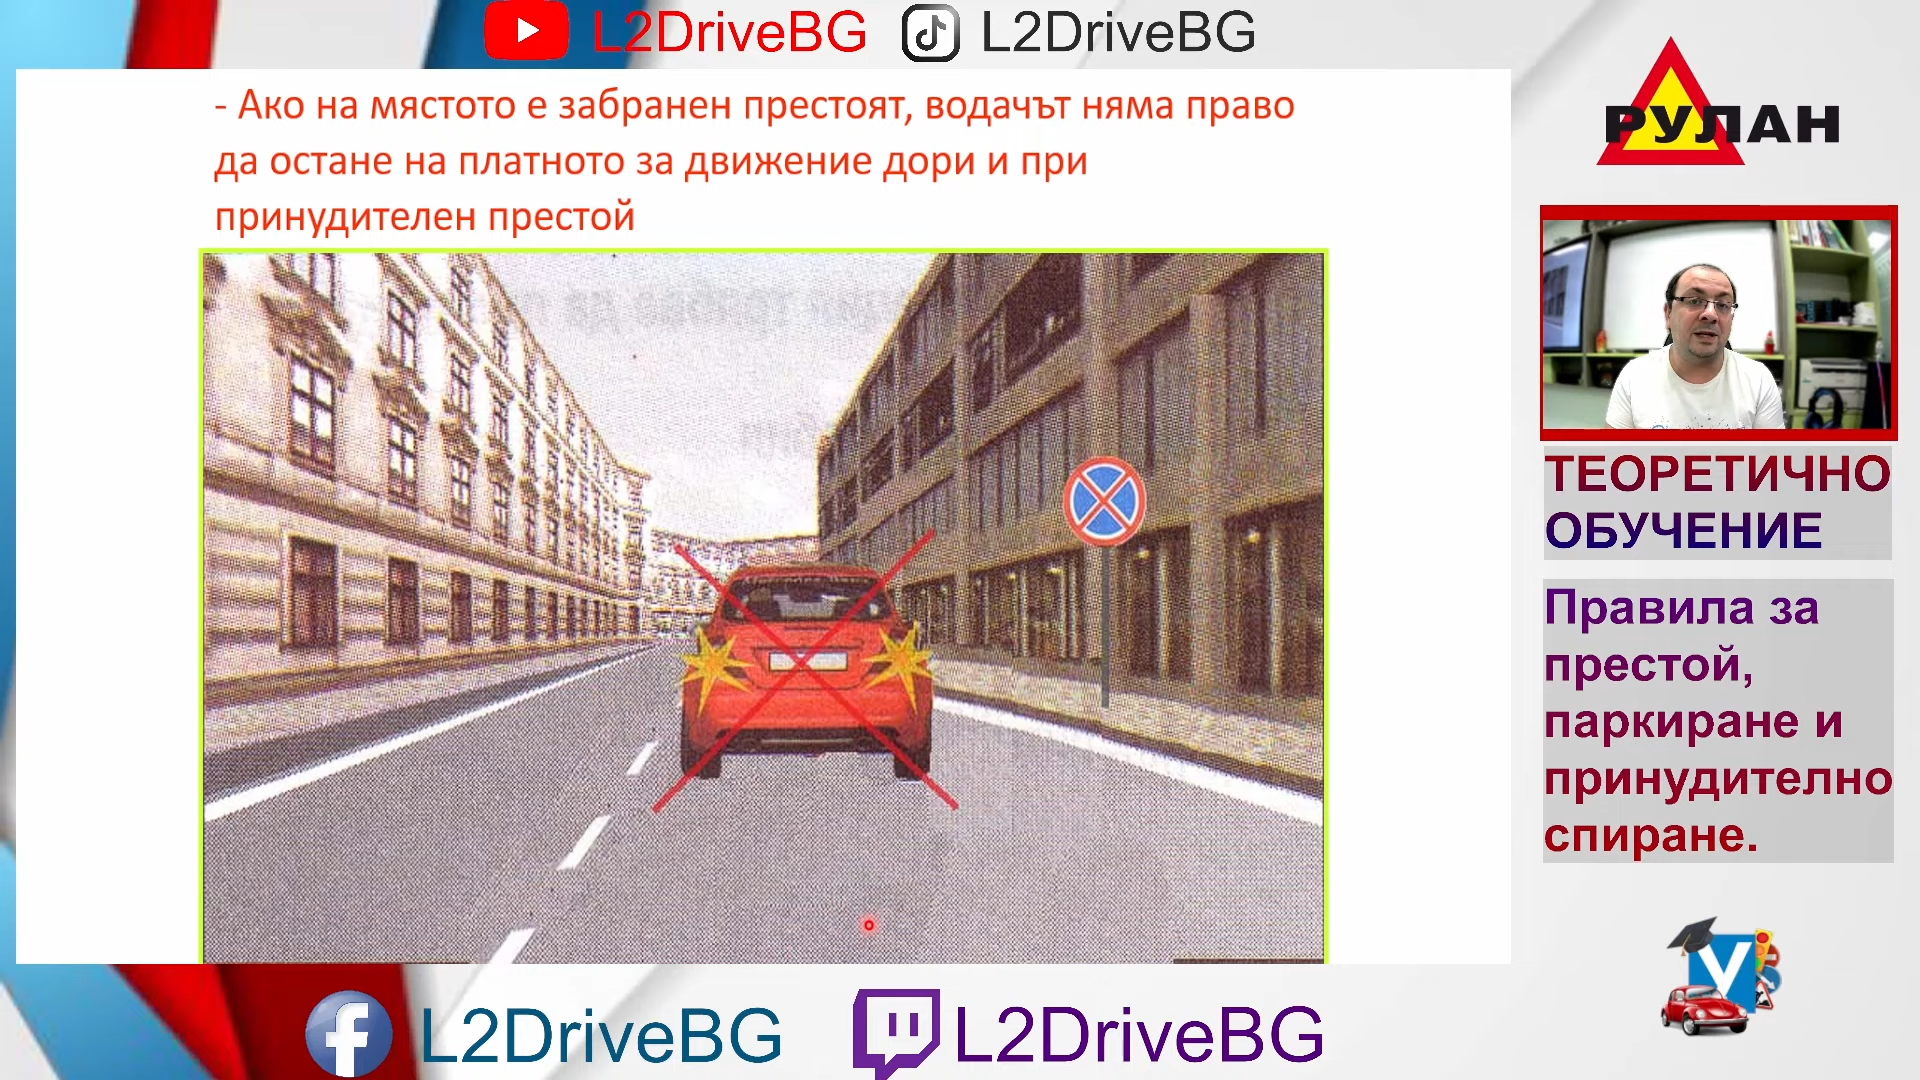 L2DriveBG L2DriveBG
- Ако на мястото е забранен престоят, водачът няма право
да остане на платното за движение дори и при
принудителен престой
РУЛАН
ТЕОРЕТИЧНО
ОБУЧЕНИЕ
Правила за
престой,
паркиране и
принудително
спиране.
L2DriveBG L2DriveBG